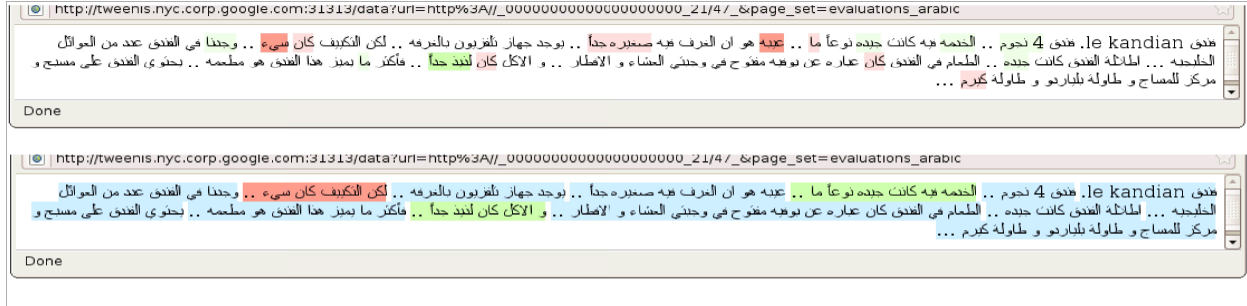 http://tweenis.nyc.corp.google.com:31313/data?url=http%3A//_00000000000000000000_21/47_&page_set=evaluations_arabic
فندق le kandian. فندق 4 نجوم .. الخدمه فيه كانت جيده نوعاً ما .. عيبه هو ان الغرف فيه صغيره جداً .. يوجد جهاز تلفزيون بالغرفه .. لكن التكييف كان سيء .. وجدنا في الفندق عدد من العوائل
الخليجيه ... اطلالة الفندق كانت جيده .. الطعام في الفندق كان عباره عن بوفيه مفتوح في وجبتي العشاء و الافطار .. و الاكل كان لذيذ جداً .. فأكثر ما يميز هذا الفندق هو مطعمه .. يحتوي الفندق على مسبح و
مركز للمساج و طاولة بلياردو و طاولة كيرم ...
Done
http://tweenis.nyc.corp.google.com:31313/data?url=http%3A//_00000000000000000000_21/47_&page_set=evaluations_arabic
فندق le kandian. فندق 4 نجوم .. الخدمه فيه كانت جيده نوعاً ما .. عيبه هو ان الغرف فيه صغيره جداً .. يوجد جهاز تلفزيون بالغرفه .. لكن التكييف كان سيء .. وجدنا في الفندق عدد من العوائل
الخليجيه ... اطلالة الفندق كانت جيده .. الطعام في الفندق كان عباره عن بوفيه مفتوح في وجبتي العشاء و الافطار .. و الاكل كان لذيذ جداً .. فأكثر ما يميز هذا الفندق هو مطعمه .. يحتوي الفندق على مسبح و
مركز للمساج و طاولة بلياردو و طاولة كيرم ...
Done